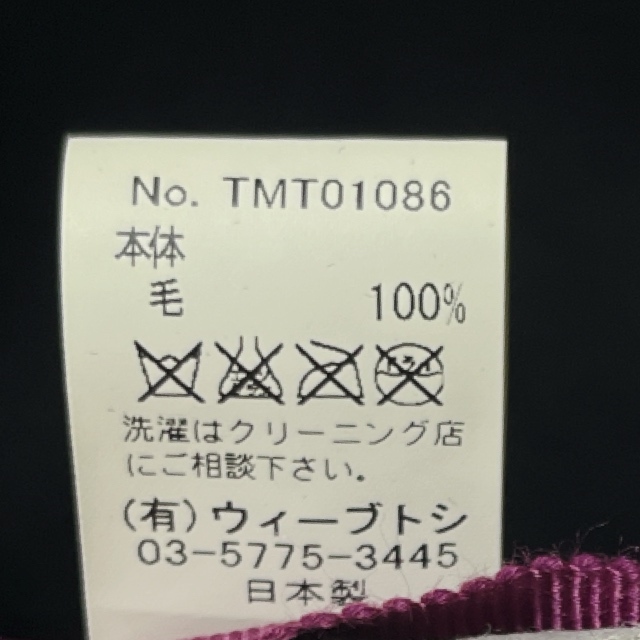 No. TMT01086
本体
毛 100%
洗濯はクリーニング店
にご相談下さい。
(有)ウィーブトシ
03-5775-3445
日本製